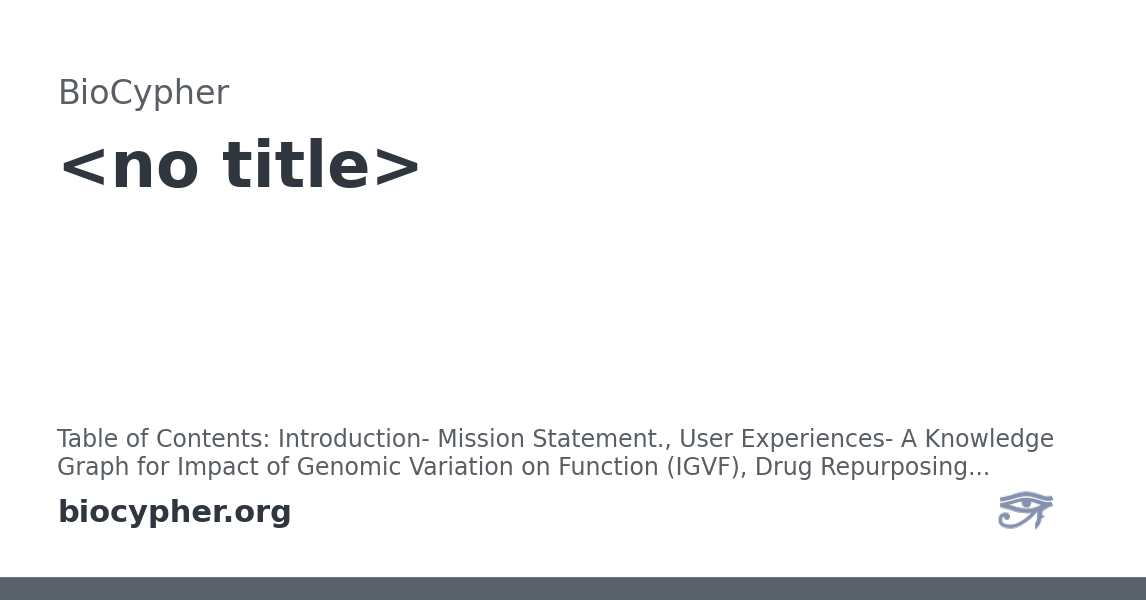 BioCypher
<no title>
Table of Contents: Introduction- Mission Statement., User Experiences- A Knowledge
Graph for Impact of Genomic Variation on Function (IGVF), Drug Repurposing...
biocypher.org